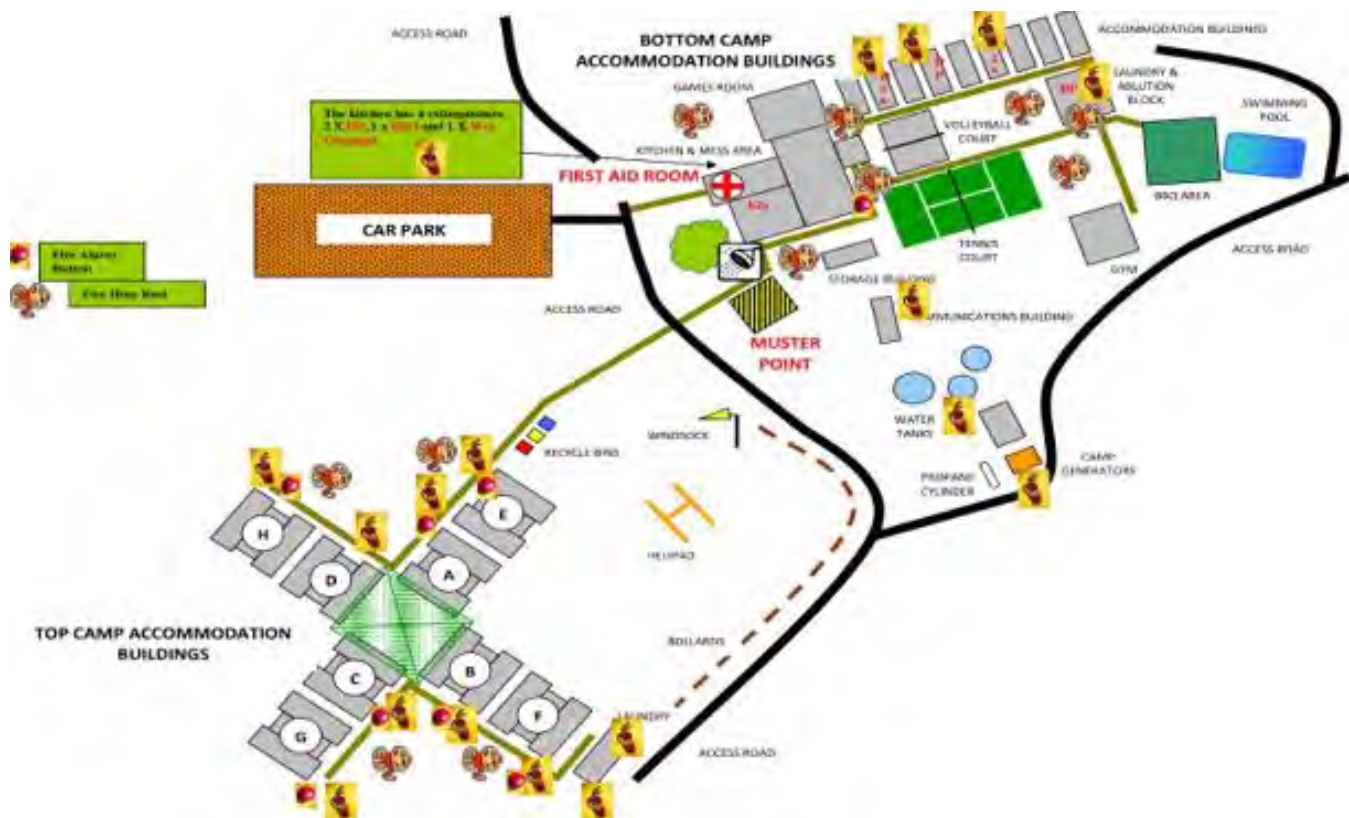 ACCESS ROAD
BOTTOM CAMP
ACCOMMODATION BUILDINGS
ACCOMMODATION BUILDING
GAMES ROOM
LAUNDRY &
ABLUTION
BLOCK
SWIMMING
POOL
The kitchen has 4 extinguishers
VOLLEYBALL
COURT
KITCHEN & MESS AREA
FIRST AID ROOM
CAR PARK
BBQ AREA
TENNIS
COURT
GYM
ACCESS ROAD
Fire Alarm
Button
Fire Hose Reel
STORAGE BUILDING
ACCESS ROAD
MUNICATIONS BUILDING
MUSTER
POINT
WATER
TANKS
WINDSOCK
RECYCLE BINS
CAMP
GENERATORS
PROPANE
CYLINDER
HELIPAD
E
H
A
D
TOP CAMP ACCOMMODATION
BUILDINGS
BOLLARDS
C
B
G
F
LAUNDRY
ACCESS ROAD